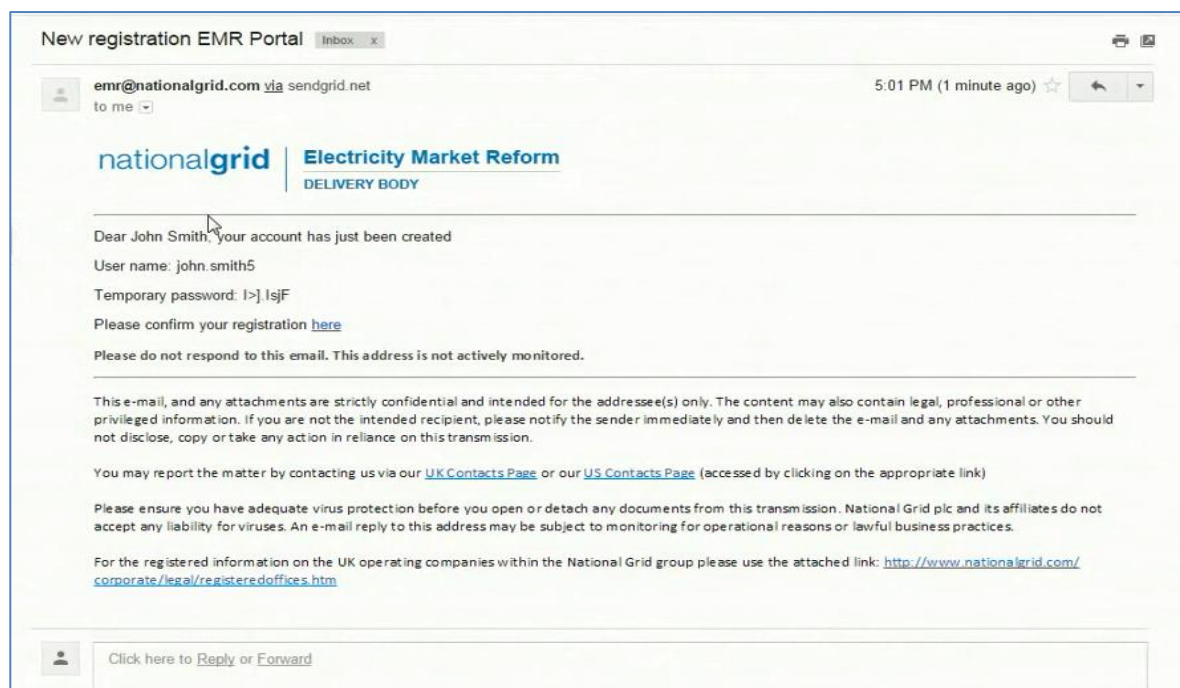 New registration EMR Portal Inbox x
emr@nationalgrid.com via sendgrid.net 5:01 PM (1 minute ago)
to me
nationalgrid Electricity Market Reform
DELIVERY BODY
Dear John Smith, your account has just been created
User name: john.smith5
Temporary password: I>].IsjF
Please confirm your registration here
Please do not respond to this email. This address is not actively monitored.
This e-mail, and any attachments are strictly confidential and intended for the addressee(s) only. The content may also contain legal, professional or other
privileged information. If you are not the intended recipient, please notify the sender immediately and then delete the e-mail and any attachments. You should
not disclose, copy or take any action in reliance on this transmission.
You may report the matter by contacting us via our UK Contacts Page or our US Contacts Page (accessed by clicking on the appropriate link)
Please ensure you have adequate virus protection before you open or detach any documents from this transmission. National Grid plc and its affiliates do not
accept any liability for viruses. An e-mail reply to this address may be subject to monitoring for operational reasons or lawful business practices.
For the registered information on the UK operating companies within the National Grid group please use the attached link: http://www.nationalgrid.com/
corporate/legal/registeredoffices.htm
Click here to Reply or Forward